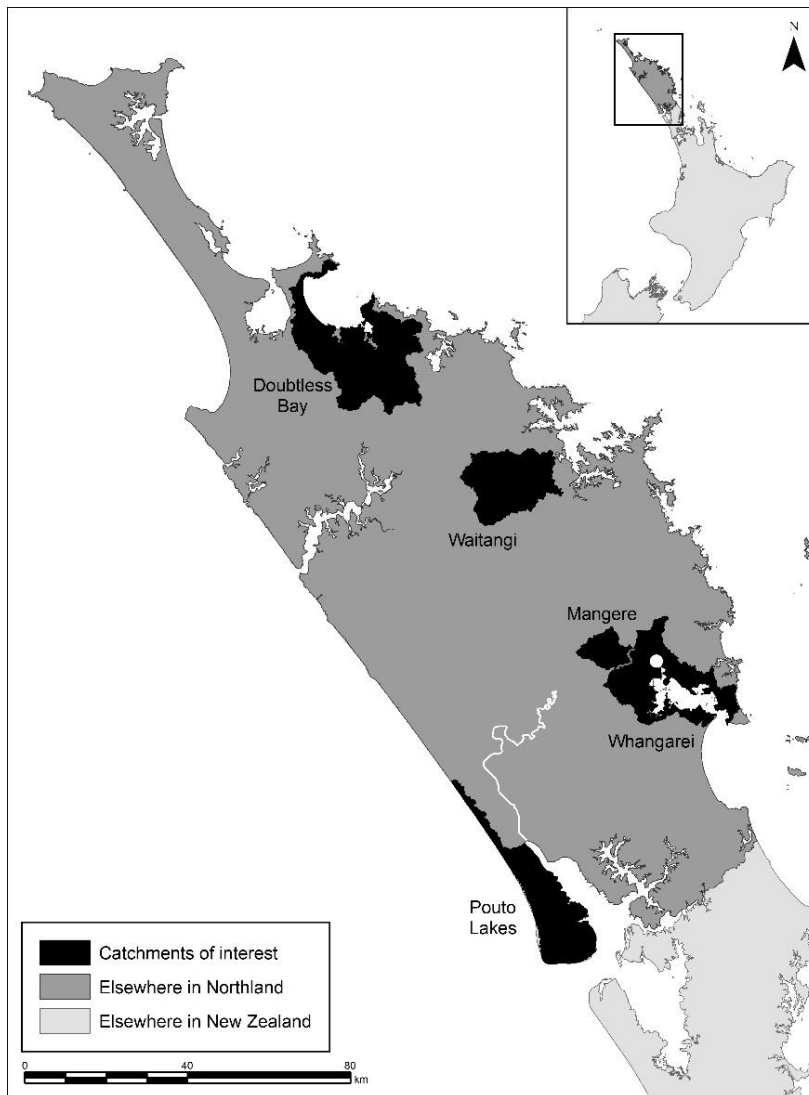 N
Doubtless
Bay
Waitangi
Mangere
Whangarei
Pouto
Lakes
Catchments of interest
Elsewhere in Northland
Elsewhere in New Zealand
0 40 80
km